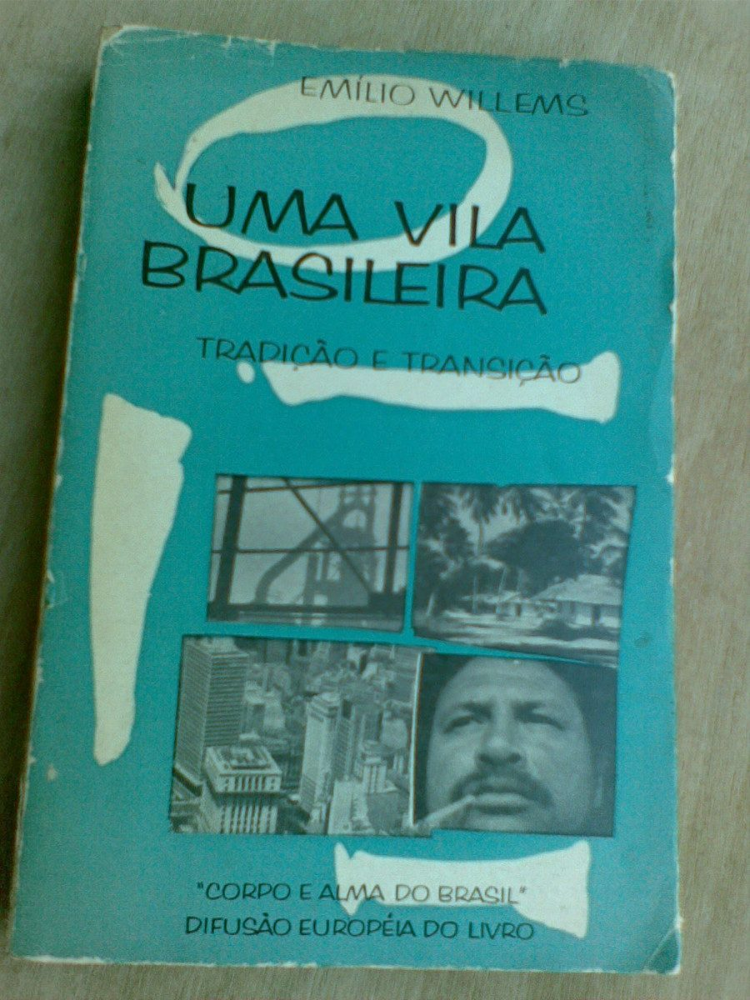 EMÍLIO WILLEMS
UMA VILA
BRASILEIRA
TRADIÇÃO E TRANSIÇÃO
"CORPO E ALMA DO BRASIL"
DIFUSÃO EUROPÉIA DO LIVRO